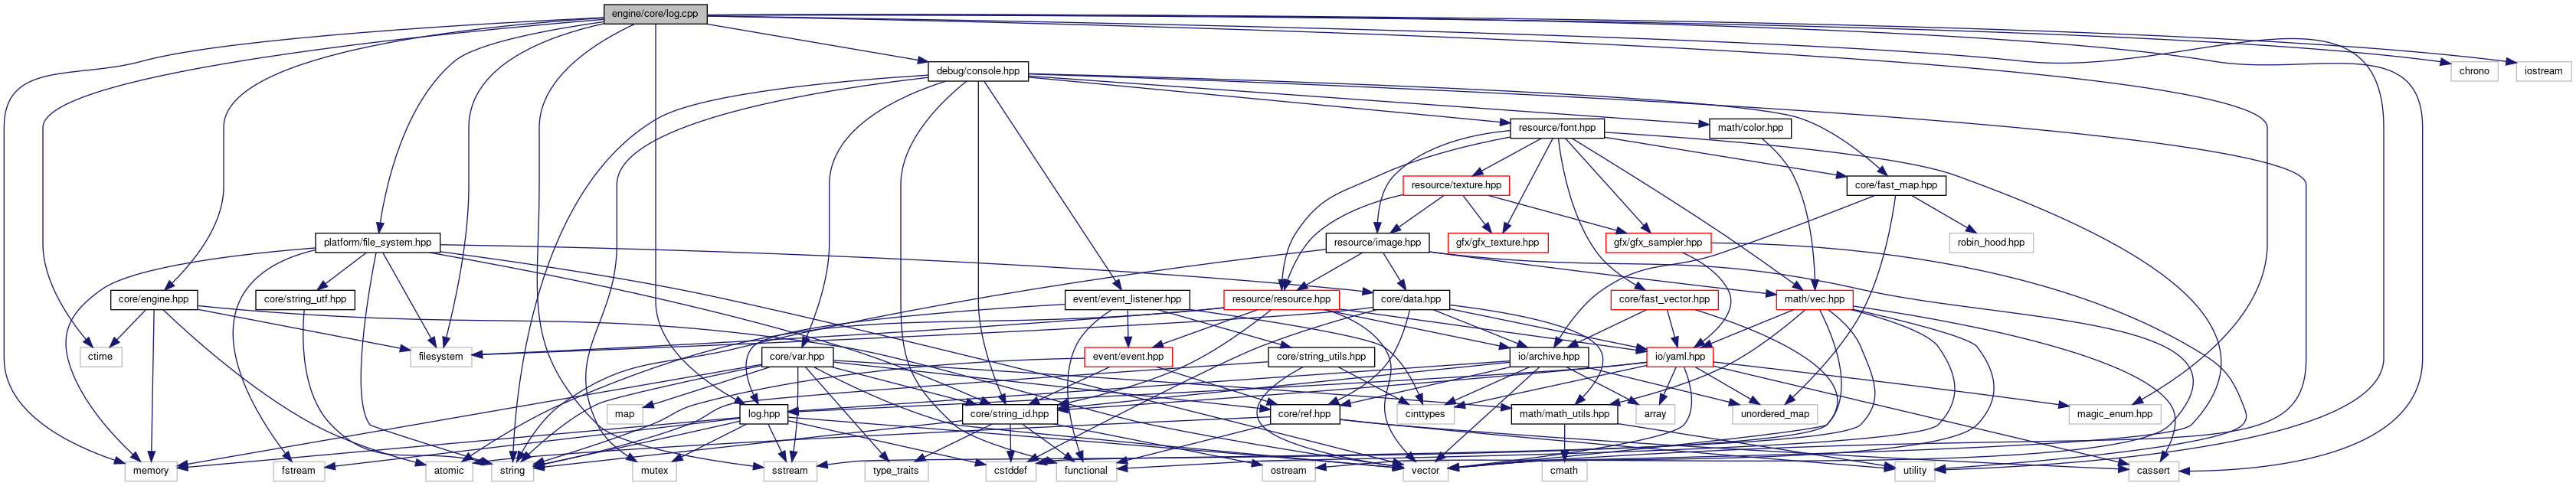 engine/core/log.cpp
debug/console.hpp
chrono
iostream
resource/font.hpp
math/color.hpp
resource/texture.hpp
core/fast_map.hpp
platform/file_system.hpp
resource/image.hpp
gfx/gfx_texture.hpp
gfx/gfx_sampler.hpp
robin_hood.hpp
core/engine.hpp
core/string_utf.hpp
event/event_listener.hpp
resource/resource.hpp
core/data.hpp
core/fast_vector.hpp
math/vec.hpp
ctime
filesystem
core/var.hpp
event/event.hpp
core/string_utils.hpp
io/archive.hpp
io/yaml.hpp
map
log.hpp
core/string_id.hpp
core/ref.hpp
cinttypes
math/math_utils.hpp
array
unordered_map
magic_enum.hpp
memory
fstream
atomic
string
mutex
sstream
type_traits
cstddef
functional
ostream
vector
cmath
utility
cassert